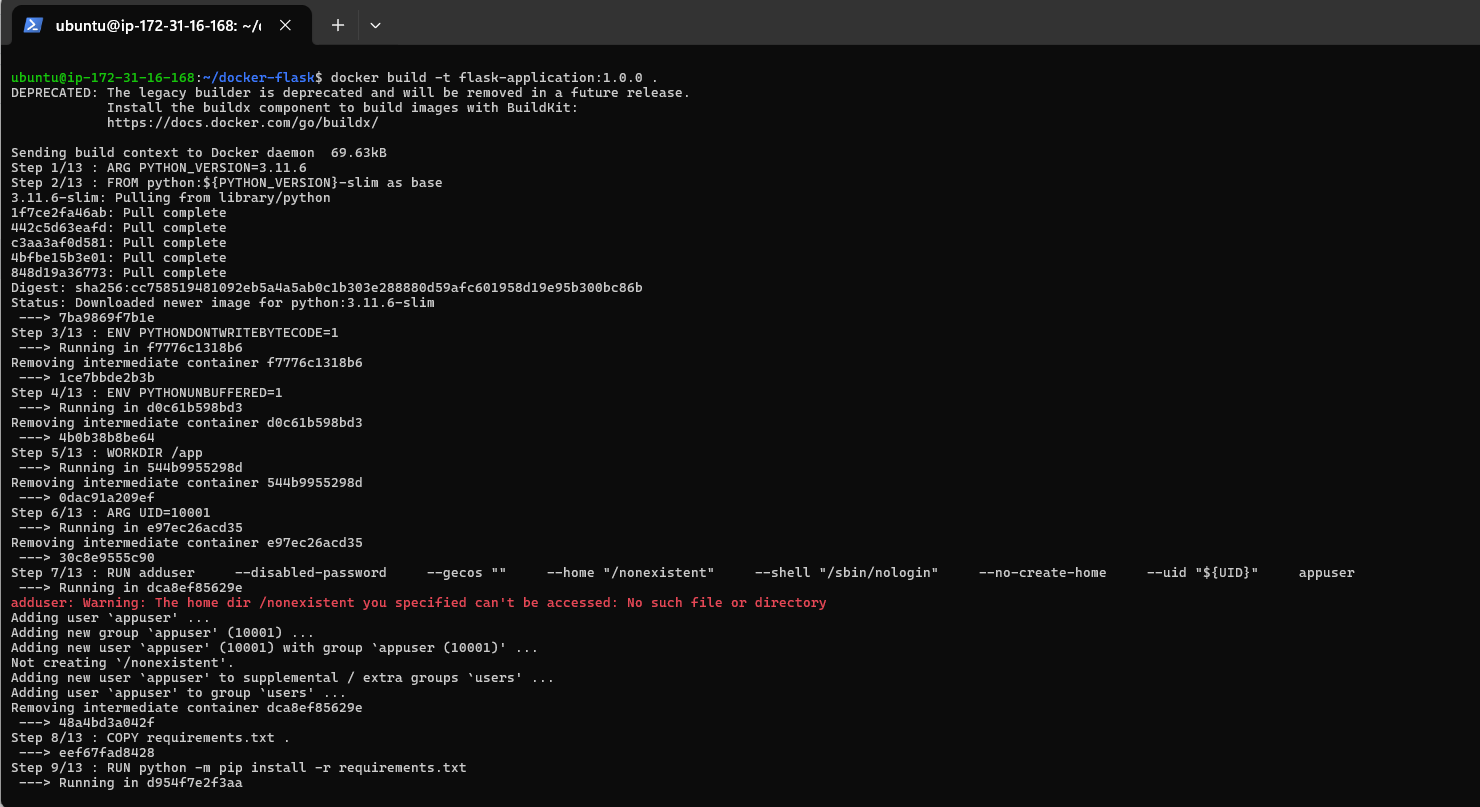 ubuntu@ip-172-31-16-168: ~/
ubuntu@ip-172-31-16-168:~/docker-flask$ docker build -t flask-application:1.0.0 .
DEPRECATED: The legacy builder is deprecated and will be removed in a future release.
            Install the buildx component to build images with BuildKit:
            https://docs.docker.com/go/buildx/
Sending build context to Docker daemon  69.63kB
Step 1/13 : ARG PYTHON_VERSION=3.11.6
Step 2/13 : FROM python:${PYTHON_VERSION}-slim as base
3.11.6-slim: Pulling from library/python
1f7ce2fa46ab: Pull complete
442c5d63eafd: Pull complete
c3aa3af0d581: Pull complete
4bfbe15b3e01: Pull complete
848d19a36773: Pull complete
Digest: sha256:cc758519481092eb5a4a5ab0c1b303e288880d59afc601958d19e95b300bc86b
Status: Downloaded newer image for python:3.11.6-slim
 ---> 7ba9869f7b1e
Step 3/13 : ENV PYTHONDONTWRITEBYTECODE=1
 ---> Running in f7776c1318b6
Removing intermediate container f7776c1318b6
 ---> 1ce7bbde2b3b
Step 4/13 : ENV PYTHONUNBUFFERED=1
 ---> Running in d0c61b598bd3
Removing intermediate container d0c61b598bd3
 ---> 4b0b38b8be64
Step 5/13 : WORKDIR /app
 ---> Running in 544b9955298d
Removing intermediate container 544b9955298d
 ---> 0dac91a209ef
Step 6/13 : ARG UID=10001
 ---> Running in e97ec26acd35
Removing intermediate container e97ec26acd35
 ---> 30c8e9555c90
Step 7/13 : RUN adduser     --disabled-password     --gecos ""     --home "/nonexistent"     --shell "/sbin/nologin"     --no-create-home     --uid "${UID}"     appuser
 ---> Running in dca8ef85629e
adduser: Warning: The home dir /nonexistent you specified can't be accessed: No such file or directory
Adding user `appuser' ...
Adding new group `appuser' (10001) ...
Adding new user `appuser' (10001) with group `appuser (10001)' ...
Not creating `/nonexistent'.
Adding new user `appuser' to supplemental / extra groups `users' ...
Adding user `appuser' to group `users' ...
Removing intermediate container dca8ef85629e
 ---> 48a4bd3a042f
Step 8/13 : COPY requirements.txt .
 ---> eef67fad8428
Step 9/13 : RUN python -m pip install -r requirements.txt
 ---> Running in d954f7e2f3aa